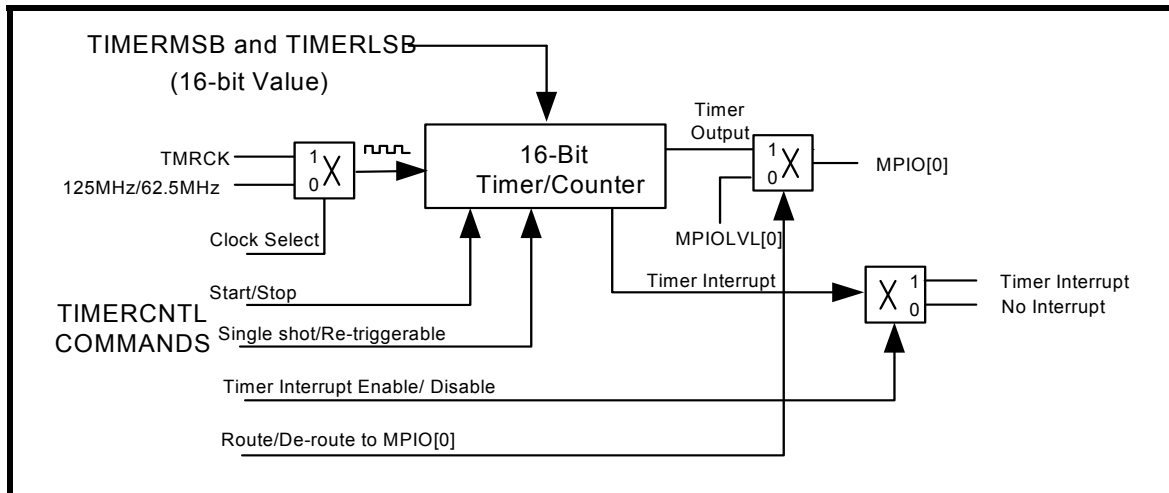 TIMERMSB and TIMERLSB
(16-bit Value)
Timer
Output
16-Bit
Timer/Counter
TMRCK
125MHz/62.5MHz
1
0
X
1
0
X
MPIO[0]
MPIOLVL[0]
Clock Select
Timer Interrupt
X
1
0
Timer Interrupt
No Interrupt
Start/Stop
TIMERCNTL
COMMANDS
Single shot/Re-triggerable
Timer Interrupt Enable/ Disable
Route/De-route to MPIO[0]